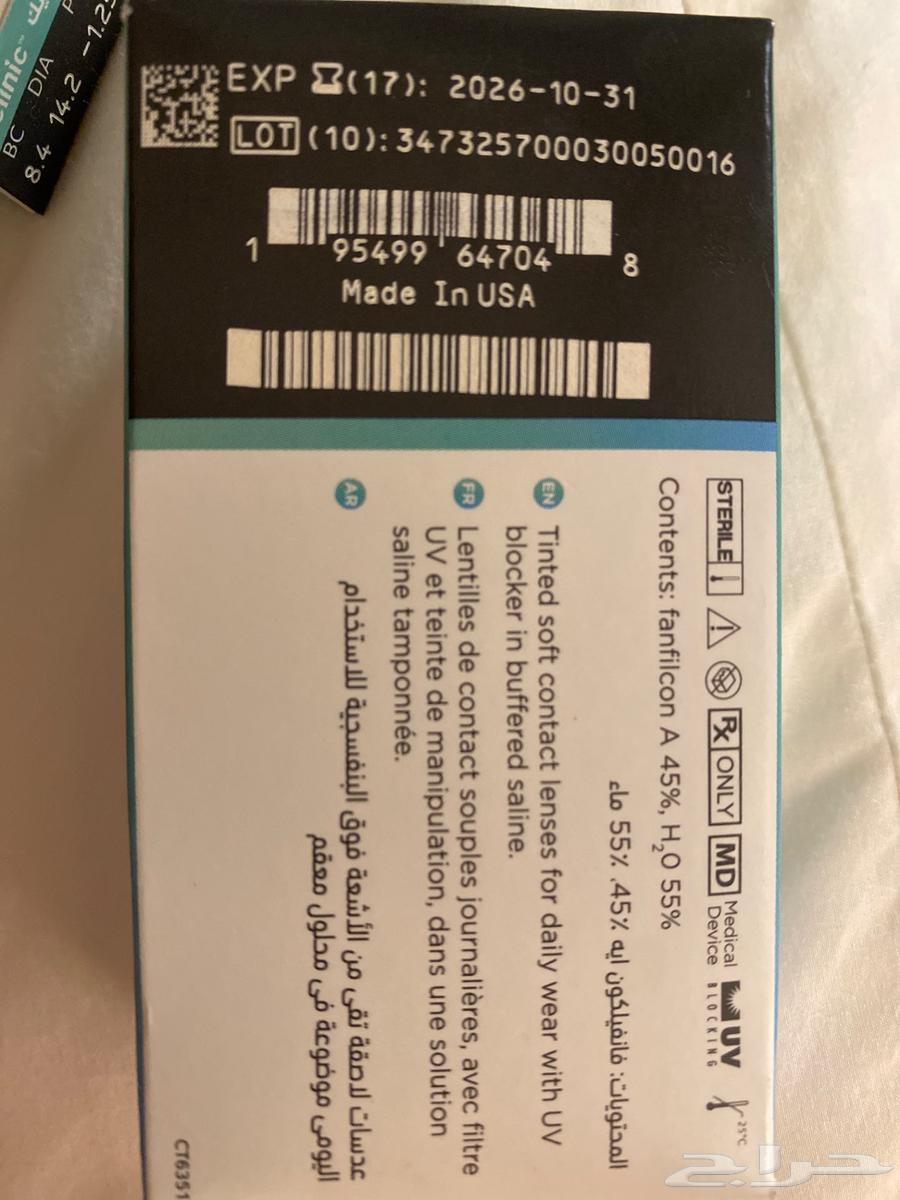 clinic™
BC DIA
8.4 14.2 -1.25
EXP (17): 2026-10-31
LOT (10): 347325700030050016
1 95499 64704 8
Made In USA
STERILE Rx ONLY MD Medical Device UV BLOCKING 25°C
Contents: fanfilcon A 45%, H₂O 55%
المحتويات: فانفيلكون ايه 45٪، 55٪ ماء
EN Tinted soft contact lenses for daily wear with UV
blocker in buffered saline.
FR Lentilles de contact souples journalières, avec filtre
UV et teinte de manipulation, dans une solution
saline tamponnée.
AR عدسات لاصقة تقي من الأشعة فوق البنفسجية للاستخدام
اليومي موضوعة في محلول معقم
CT6351
حراج